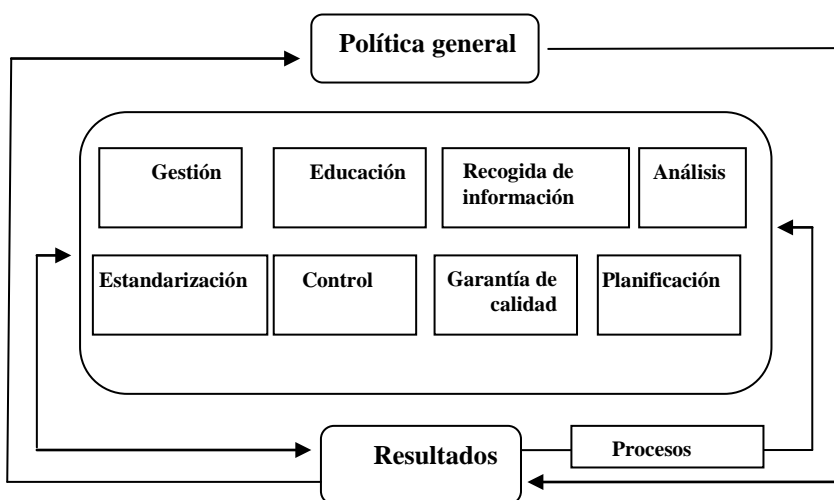 Política general
Gestión
Educación
Recogida de
información
Análisis
Estandarización
Control
Garantía de
calidad
Planificación
Resultados
Procesos